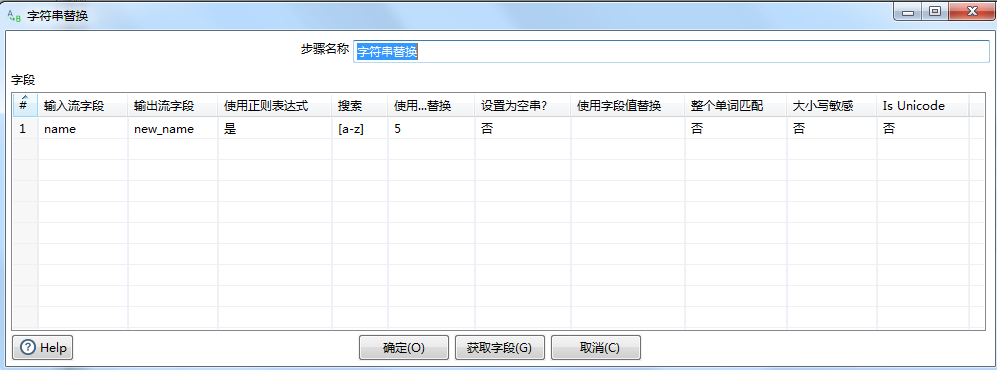 字符串替换
步骤名称 字符串替换
字段
# 输入流字段 输出流字段 使用正则表达式 搜索 使用...替换 设置为空串? 使用字段值替换 整个单词匹配 大小写敏感 Is Unicode
1 name new_name 是 [a-z] 5 否 否 否 否
Help 确定(O) 获取字段(G) 取消(C)